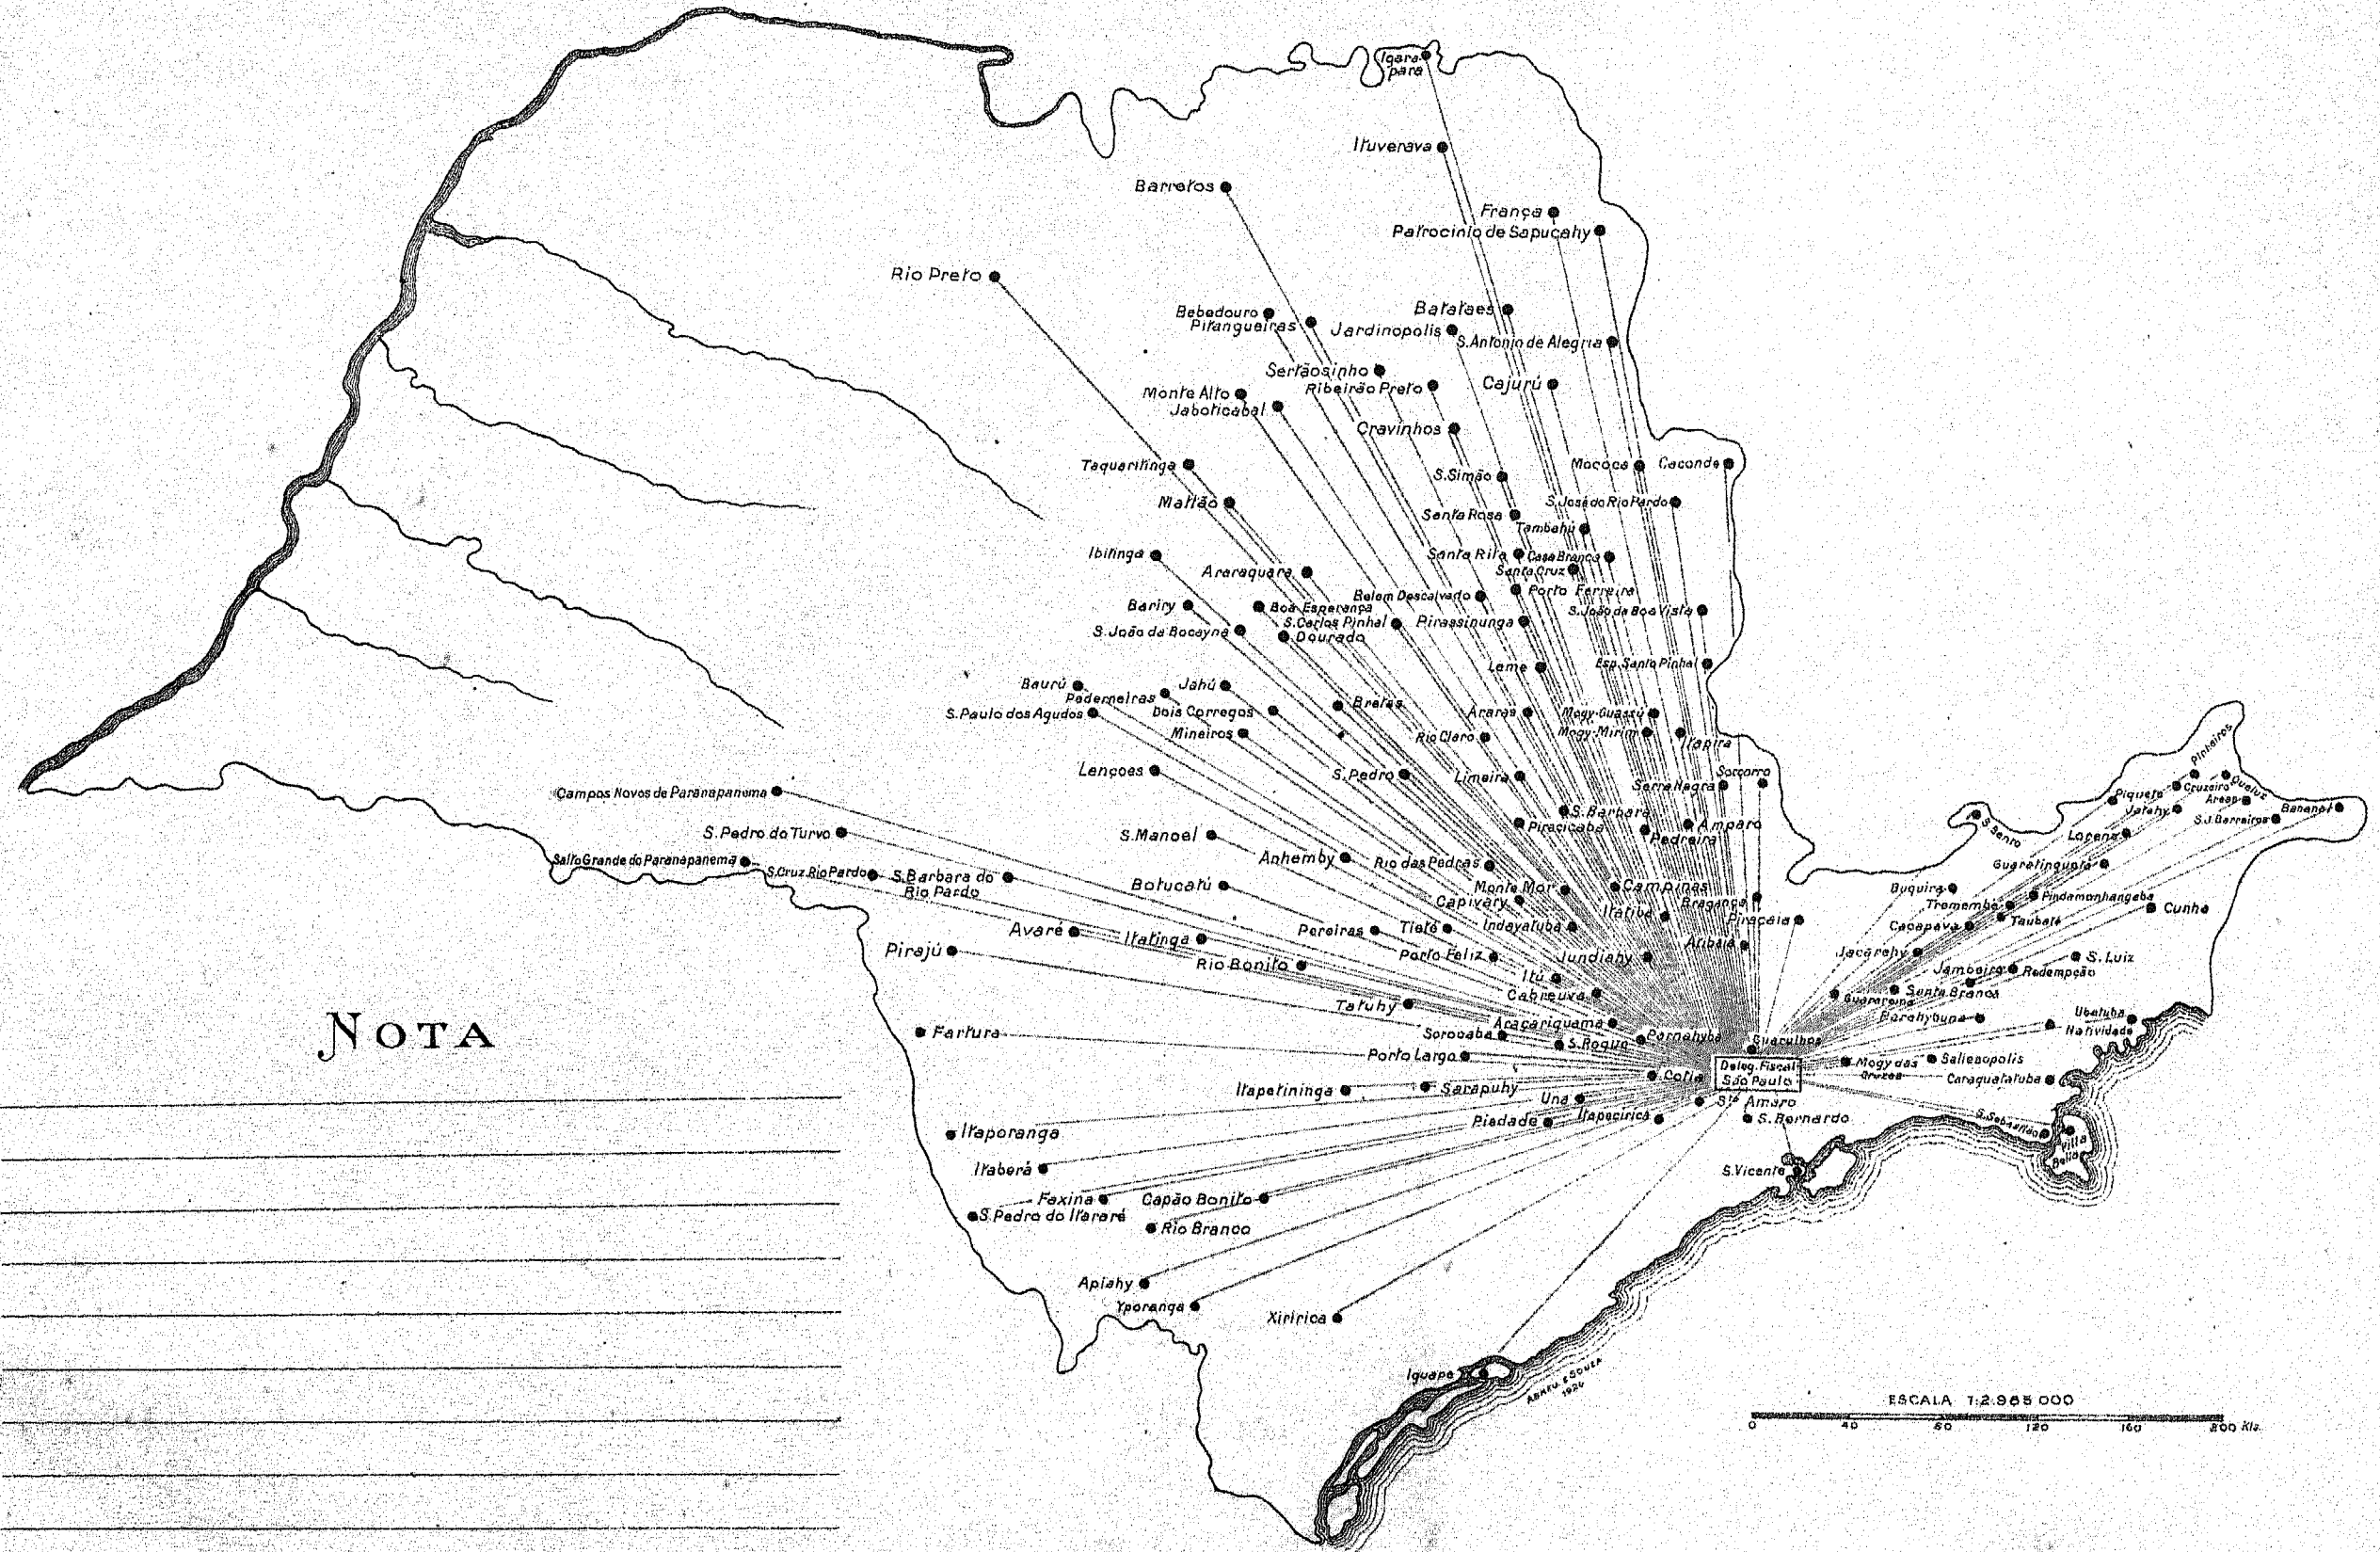 Igara-
para
Ituverava
Barretos
França
Patrocinio de Sapucahy
Rio Preto
Bebedouro
Pitangueiras
Batataes
Jardinopolis
S. Antonio de Alegria
Sertãosinho
Ribeirão Preto
Cajurú
Monte Alto
Jaboticabal
Cravinhos
Taquaritinga
S. Simão
Mococa
Caconde
Mattão
Santa Rosa
S. José do Rio Pardo
Tambahú
Ibitinga
Santa Rita
Casa Branca
Araraquara
Santa Cruz
Bariry
Boa Esperança
Belem Descalvado
Porto Ferreira
S. João da Boa Vista
S. João da Bocayna
S. Carlos Pinhal
Dourado
Pirassinunga
Leme
Esp. Santo Pinhal
Baurú
Pederneiras
Jahú
S. Paulo dos Agudos
Dois Corregos
Brotas
Araras
Mogy-Guassú
Mineiros
Rio Claro
Mogy-Mirim
Itapira
Lençoes
S. Pedro
Limeira
Serra Negra
Soccorro
Pinheiros
Campos Novos de Paranapanema
Piquete
Cruzeiro
Queluz
Jatahy
Areas
Bananal
S. Barbara
S.J. Barreiros
S. Pedro do Turvo
S. Manoel
Piracicaba
Pedreira
Amparo
S. Bento
Lorena
Salto Grande do Paranapanema
S. Cruz Rio Pardo
S. Barbara do
Rio Pardo
Anhemby
Rio das Pedras
Guaratinguetá
Botucatú
Monte Mor
Campinas
Buquira
Capivary
Itatiba
Bragança
Piracaia
Tremembé
Pindamonhangaba
Cunha
Taubaté
Avaré
Itatinga
Pereiras
Tieté
Indayatuba
Caçapava
Pirajú
Rio Bonito
Porto Feliz
Jundiahy
Atibaia
Jacarehy
S. Luiz
Itú
Jambeiro
Redempção
Cabreuva
Santa Branca
Guararema
Tatuhy
Araçariguama
Parahybuna
Ubatuba
Natividade
Fartura
Sorocaba
S. Roque
Parnahyba
Guarulhos
Porto Largo
Deleg. Fiscal
São Paulo
Cotia
Mogy das
Cruzes
Salesopolis
Caraguatatuba
Itapetininga
Sarapuhy
Una
Sto Amaro
Piedade
Itapecirica
S. Bernardo
S. Sebastião
Villa
Bella
Itaporanga
Itaberá
S. Vicente
Faxina
Capão Bonito
S. Pedro do Itararé
Rio Branco
Apiahy
Yporanga
Xiririca
Iguape
ABREU E SOUZA
NOTA
ESCALA 1:2.985 000
0 40 80 120 160 200 Kls.